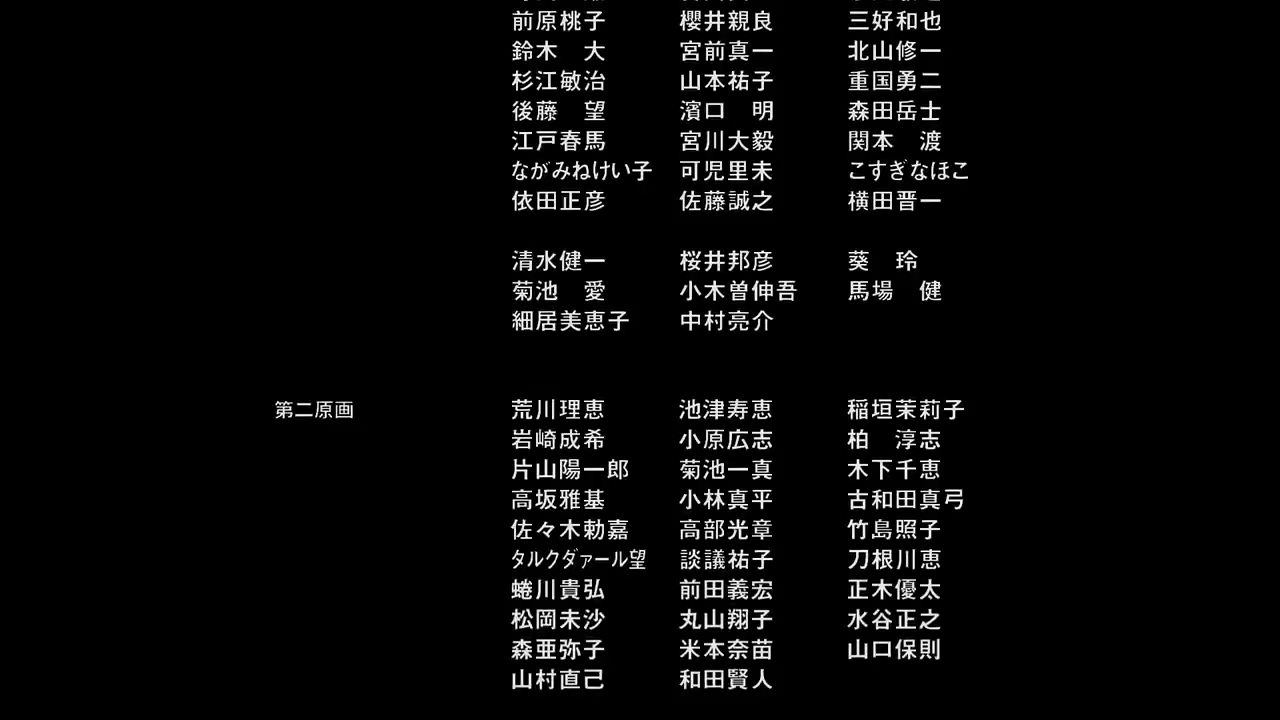 前原桃子　櫻井親良　三好和也
鈴木　大　宮前真一　北山修一
杉江敏治　山本祐子　重国勇二
後藤　望　濱口　明　森田岳士
江戸春馬　宮川大毅　関本　渡
ながみねけい子　可児里未　こすぎなほこ
依田正彦　佐藤誠之　横田晋一
清水健一　桜井邦彦　葵　玲
菊池　愛　小木曽伸吾　馬場　健
細居美恵子　中村亮介
第二原画　荒川理恵　池津寿恵　稲垣茉莉子
岩崎成希　小原広志　柏　淳志
片山陽一郎　菊池一真　木下千恵
高坂雅基　小林真平　古和田真弓
佐々木勅嘉　高部光章　竹島照子
タルクダァール望　談議祐子　刀根川恵
蜷川貴弘　前田義宏　正木優太
松岡未沙　丸山翔子　水谷正之
森亜弥子　米本奈苗　山口保則
山村直己　和田賢人